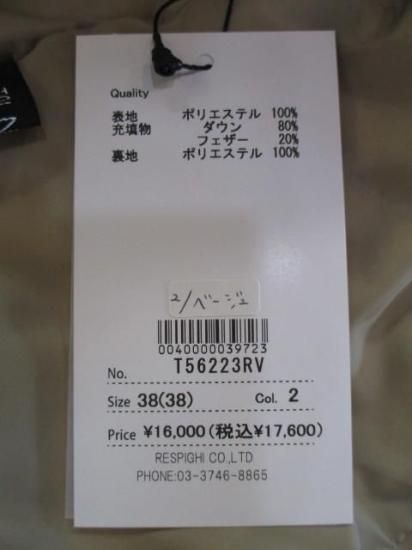 Quality
表地 ポリエステル 100%
充填物 ダウン 80%
フェザー 20%
裏地 ポリエステル 100%
2/ベージュ
0040000039723
No. T56223RV
Size 38(38) Col. 2
Price ¥16,000(税込¥17,600)
RESPIGHI CO.,LTD
PHONE:03-3746-8865